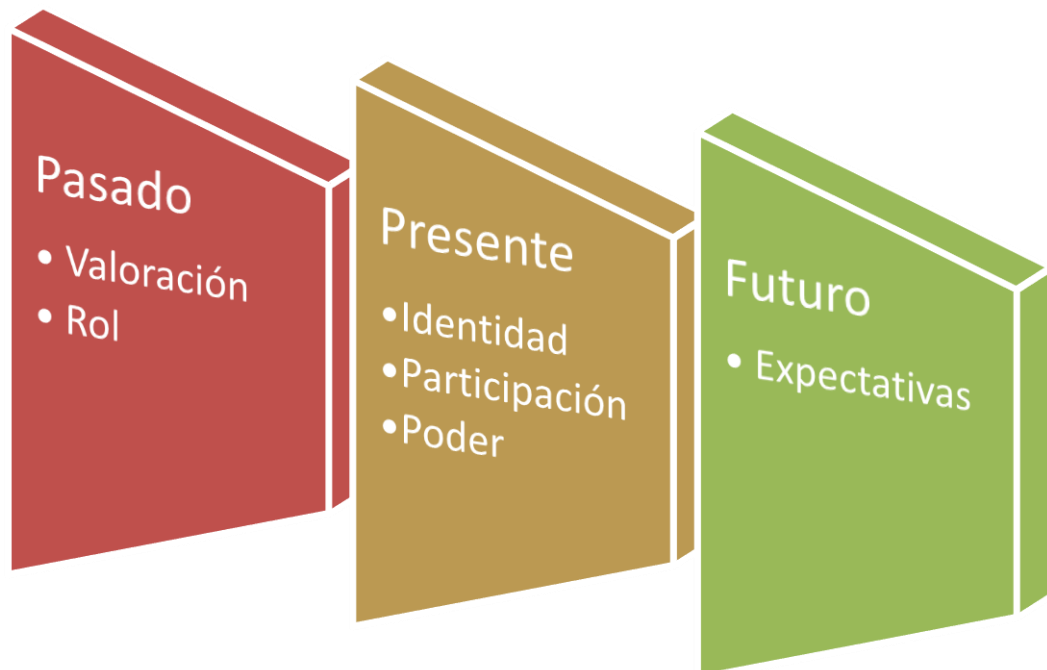 Pasado
• Valoración
• Rol
Presente
•Identidad
•Participación
•Poder
Futuro
• Expectativas